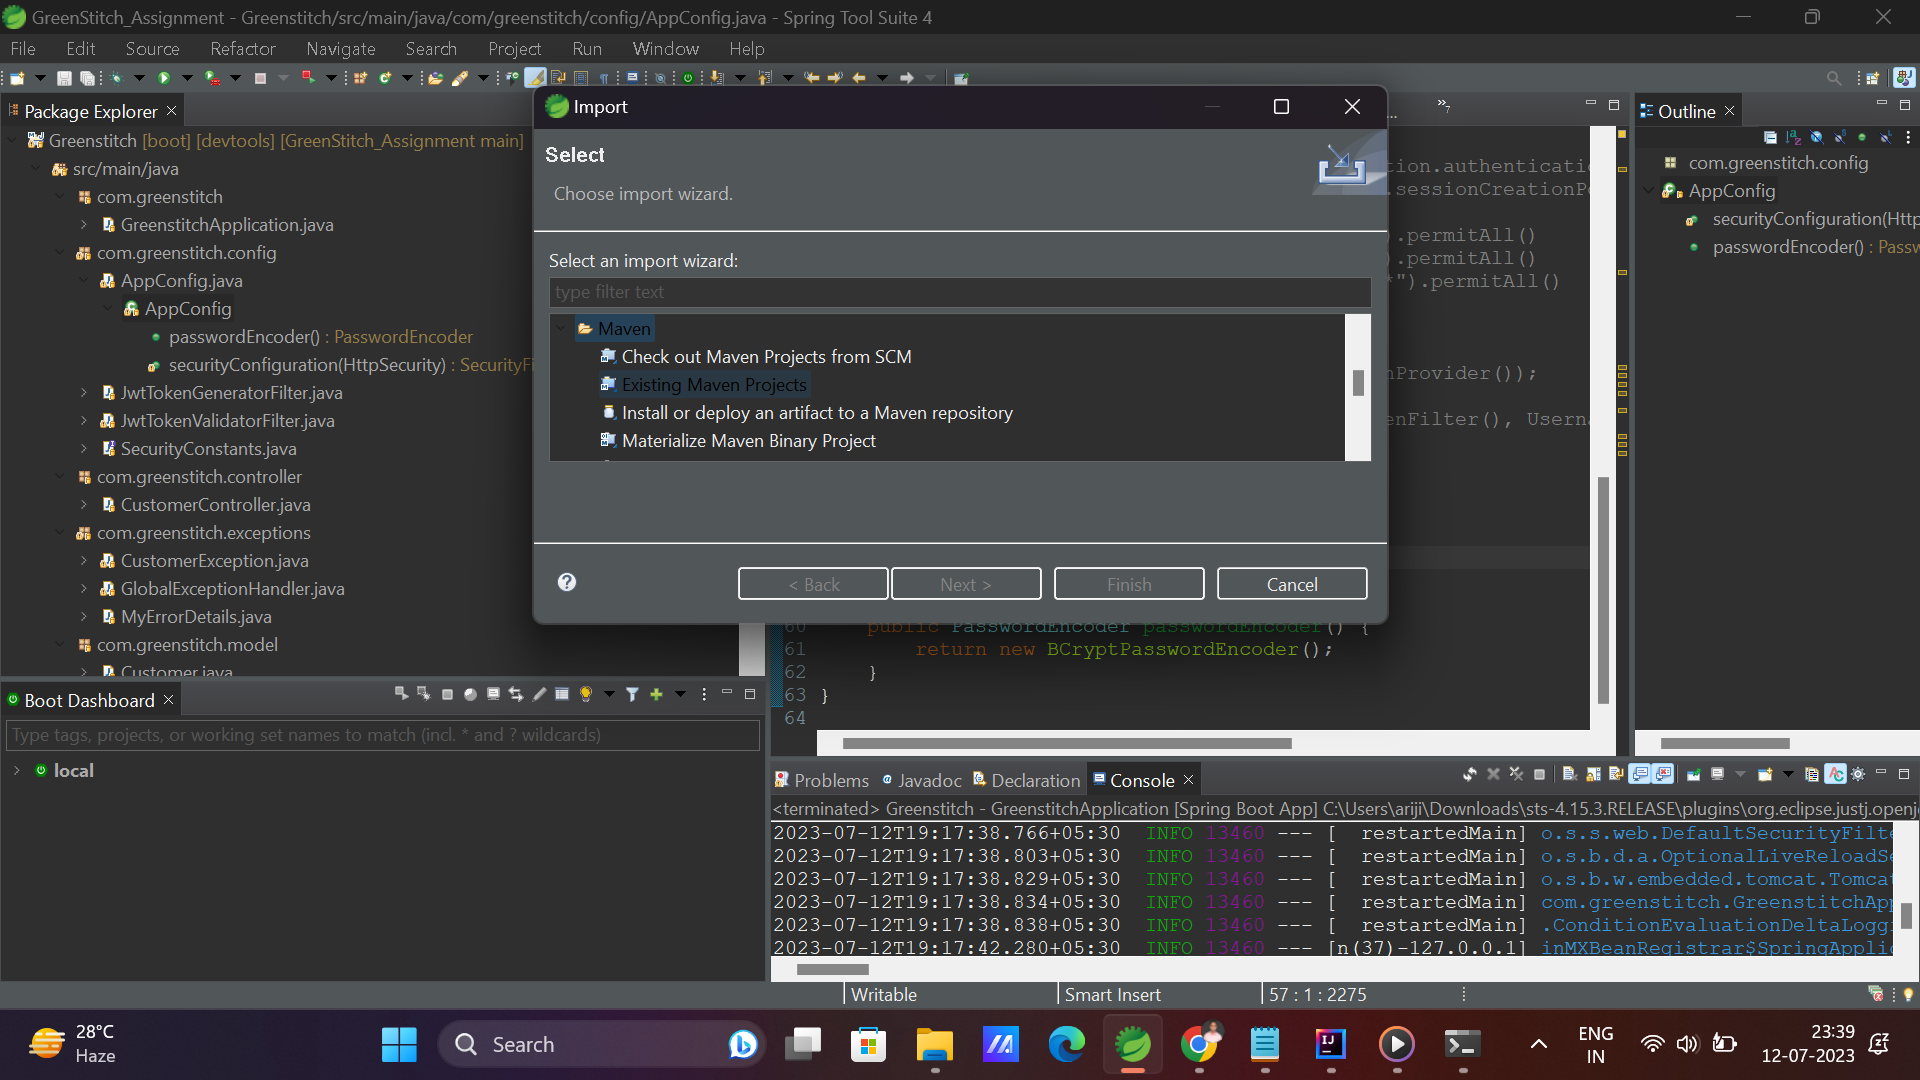 GreenStitch_Assignment - Greenstitch/src/main/java/com/greenstitch/config/AppConfig.java - Spring Tool Suite 4
File Edit Source Refactor Navigate Search Project Run Window Help
Package Explorer
Greenstitch [boot] [devtools] [GreenStitch_Assignment main]
src/main/java
com.greenstitch
GreenstitchApplication.java
com.greenstitch.config
AppConfig.java
AppConfig
passwordEncoder() : PasswordEncoder
securityConfiguration(HttpSecurity) : SecurityFi
JwtTokenGeneratorFilter.java
JwtTokenValidatorFilter.java
SecurityConstants.java
com.greenstitch.controller
CustomerController.java
com.greenstitch.exceptions
CustomerException.java
GlobalExceptionHandler.java
MyErrorDetails.java
com.greenstitch.model
Customer.java
Import
Select
Choose import wizard.
Select an import wizard:
type filter text
Maven
Check out Maven Projects from SCM
Existing Maven Projects
Install or deploy an artifact to a Maven repository
Materialize Maven Binary Project
< Back Next > Finish Cancel
... »7
tion.authenticatio
.sessionCreationPo
).permitAll()
).permitAll()
*").permitAll()
nProvider());
enFilter(), Userna
60 public PasswordEncoder passwordEncoder() {
61 return new BCryptPasswordEncoder();
62 }
63 }
64
Outline
com.greenstitch.config
AppConfig
securityConfiguration(Http
passwordEncoder() : Passw
Boot Dashboard
Type tags, projects, or working set names to match (incl. * and ? wildcards)
local
Problems Javadoc Declaration Console
<terminated> Greenstitch - GreenstitchApplication [Spring Boot App] C:\Users\ariji\Downloads\sts-4.15.3.RELEASE\plugins\org.eclipse.justj.openj
2023-07-12T19:17:38.766+05:30 INFO 13460 --- [ restartedMain] o.s.s.web.DefaultSecurityFilte
2023-07-12T19:17:38.803+05:30 INFO 13460 --- [ restartedMain] o.s.b.d.a.OptionalLiveReloadSe
2023-07-12T19:17:38.829+05:30 INFO 13460 --- [ restartedMain] o.s.b.w.embedded.tomcat.Tomcat
2023-07-12T19:17:38.834+05:30 INFO 13460 --- [ restartedMain] com.greenstitch.GreenstitchApp
2023-07-12T19:17:38.838+05:30 INFO 13460 --- [ restartedMain] .ConditionEvaluationDeltaLoggi
2023-07-12T19:17:42.280+05:30 INFO 13460 --- [n(37)-127.0.0.1] inMXBeanRegistrar$SpringApplic
Writable Smart Insert 57 : 1 : 2275
28°C
Haze
Search
ENG
IN
23:39
12-07-2023